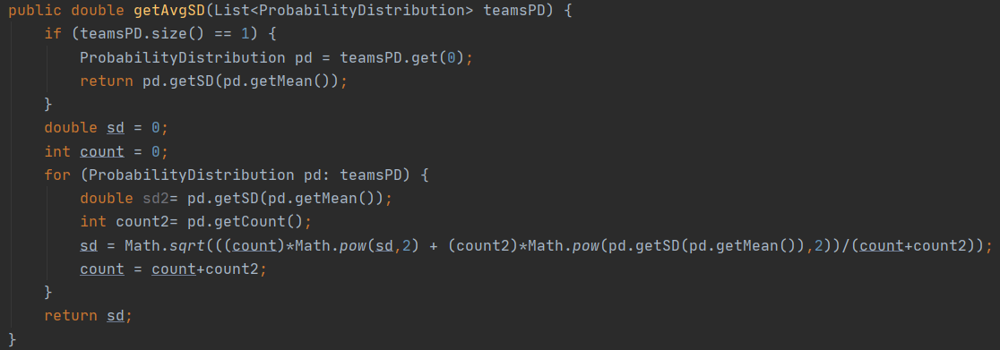 public double getAvgSD(List<ProbabilityDistribution> teamsPD) {
    if (teamsPD.size() == 1) {
        ProbabilityDistribution pd = teamsPD.get(0);
        return pd.getSD(pd.getMean());
    }
    double sd = 0;
    int count = 0;
    for (ProbabilityDistribution pd: teamsPD) {
        double sd2= pd.getSD(pd.getMean());
        int count2= pd.getCount();
        sd = Math.sqrt(((count)*Math.pow(sd,2) + (count2)*Math.pow(pd.getSD(pd.getMean()),2))/(count+count2));
        count = count+count2;
    }
    return sd;
}